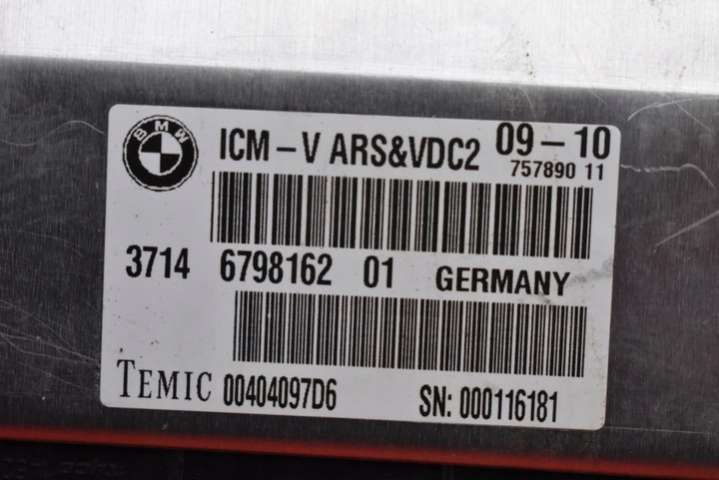 BMW
ICM – V ARS&VDC2 09 – 10
757890 11
3714 6798162 01 GERMANY
TEMIC 00404097D6 SN: 000116181